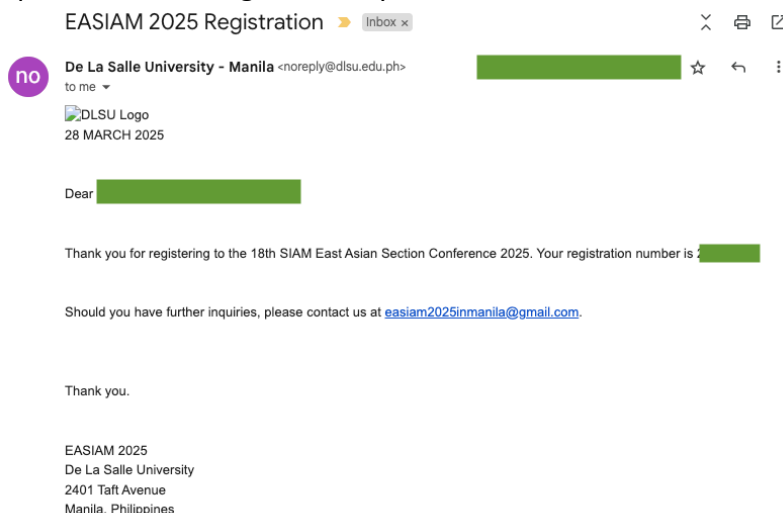 EASIAM 2025 Registration Inbox ×
no
De La Salle University - Manila <noreply@dlsu.edu.ph>
to me
DLSU Logo
28 MARCH 2025
Dear
Thank you for registering to the 18th SIAM East Asian Section Conference 2025. Your registration number is
Should you have further inquiries, please contact us at easiam2025inmanila@gmail.com.
Thank you.
EASIAM 2025
De La Salle University
2401 Taft Avenue
Manila, Philippines